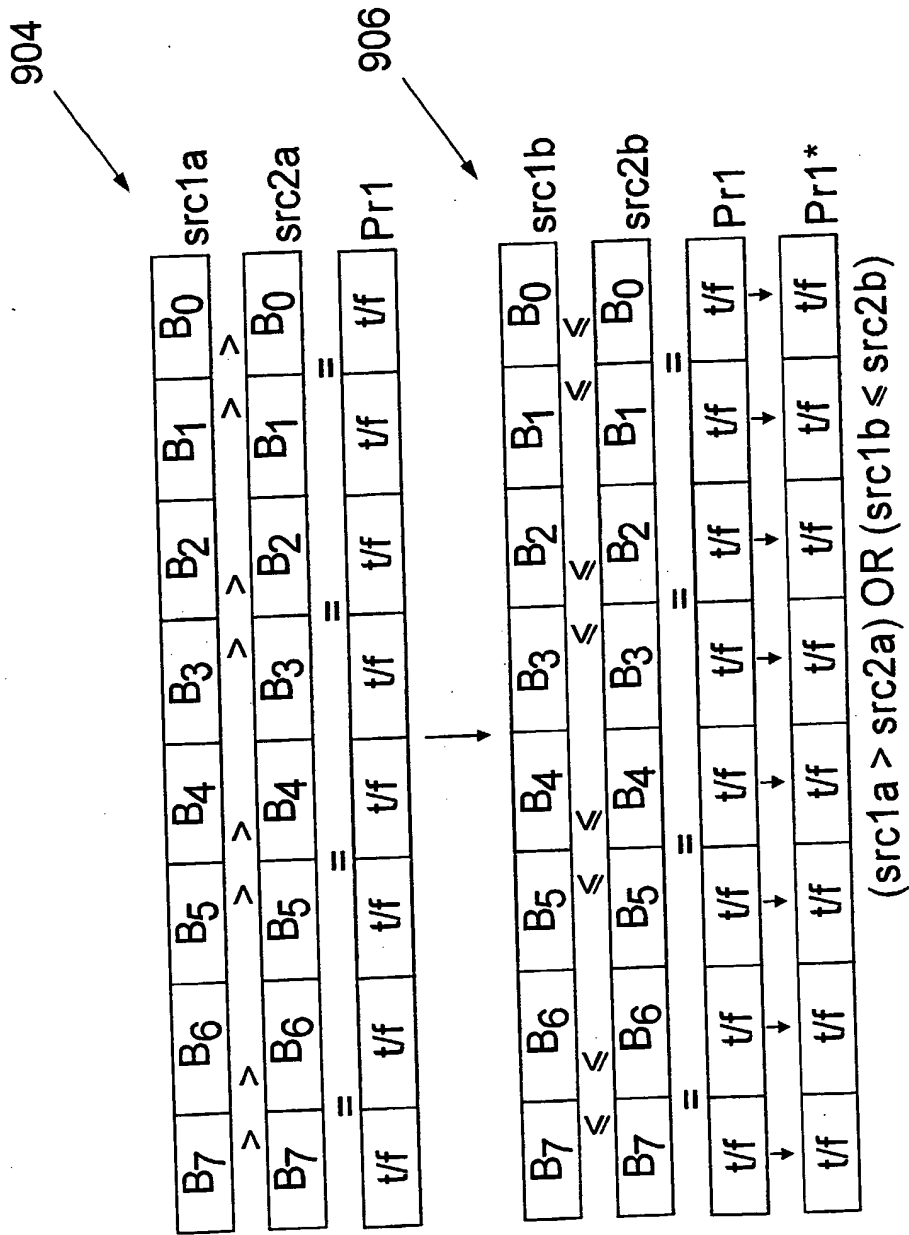 904
B7 B6 B5 B4 B3 B2 B1 B0 src1a
> > > > > > > >
B7 B6 B5 B4 B3 B2 B1 B0 src2a
= = = =
t/f t/f t/f t/f t/f t/f t/f t/f Pr1
906
B7 B6 B5 B4 B3 B2 B1 B0 src1b
⩽ ⩽ ⩽ ⩽ ⩽ ⩽ ⩽ ⩽
B7 B6 B5 B4 B3 B2 B1 B0 src2b
= = = =
t/f t/f t/f t/f t/f t/f t/f t/f Pr1
t/f t/f t/f t/f t/f t/f t/f t/f Pr1*
(src1a > src2a) OR (src1b ⩽ src2b)